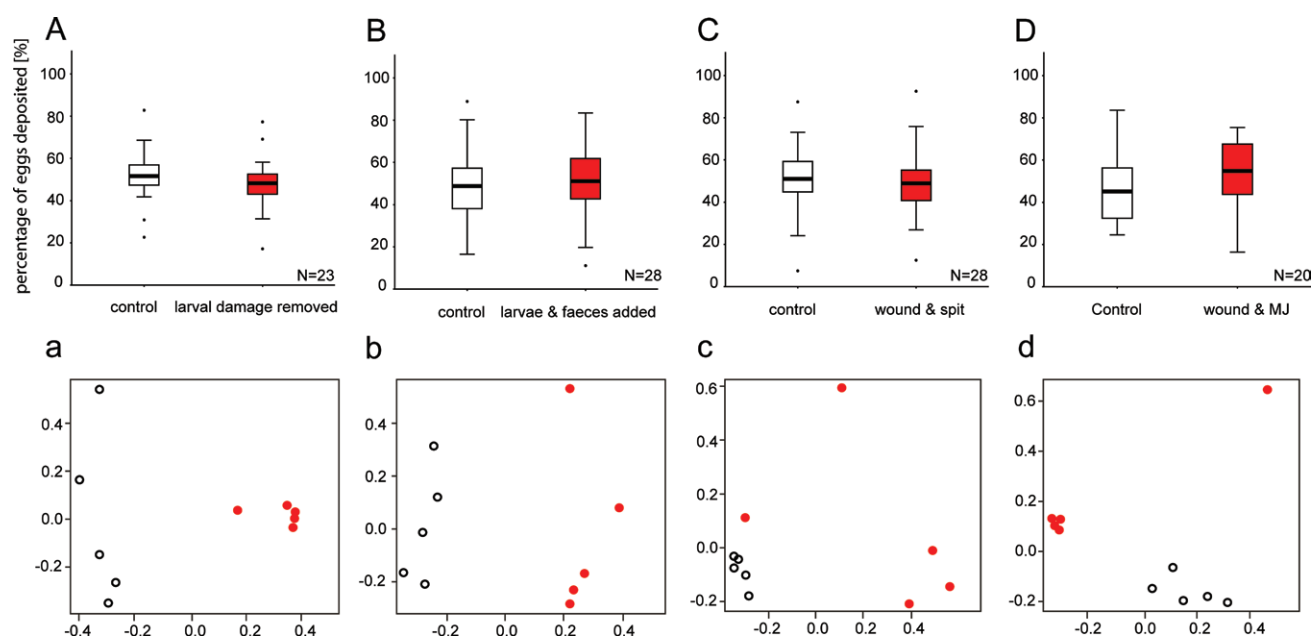 A
B
C
D
percentage of eggs deposited [%]
100
80
60
40
20
0
N=23
control larval damage removed
100
80
60
40
20
0
N=28
control larvae & faeces added
100
80
60
40
20
0
N=28
control wound & spit
100
80
60
40
20
0
N=20
Control wound & MJ
a
b
c
d
0.4
0.2
0.0
-0.2
-0.4 -0.2 0.0 0.2 0.4
0.4
0.2
0.0
-0.2
-0.2 0.0 0.2 0.4
0.6
0.4
0.2
-0.0
-0.2
-0.2 0.0 0.2 0.4
0.6
0.4
0.2
0.0
-0.2
-0.2 0.0 0.2 0.4